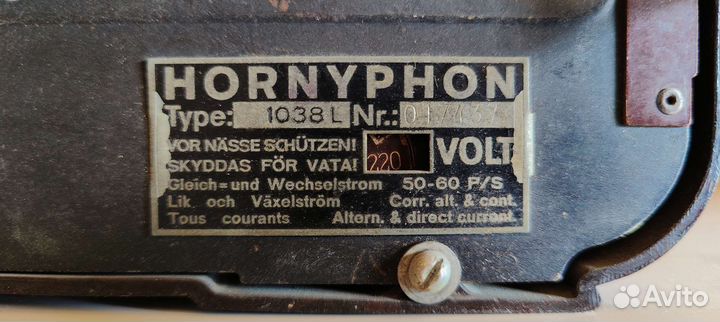 HORNYPHON
Type: 1038 L Nr.:
VOR NÄSSE SCHÜTZEN!
SKYDDAS FÖR VATA! 220 VOLT
Gleich= und Wechselstrom 50-60 P/S
Lik och Växelström Corr. alt. & cont.
Tous courants Altern. & direct current.
Avito